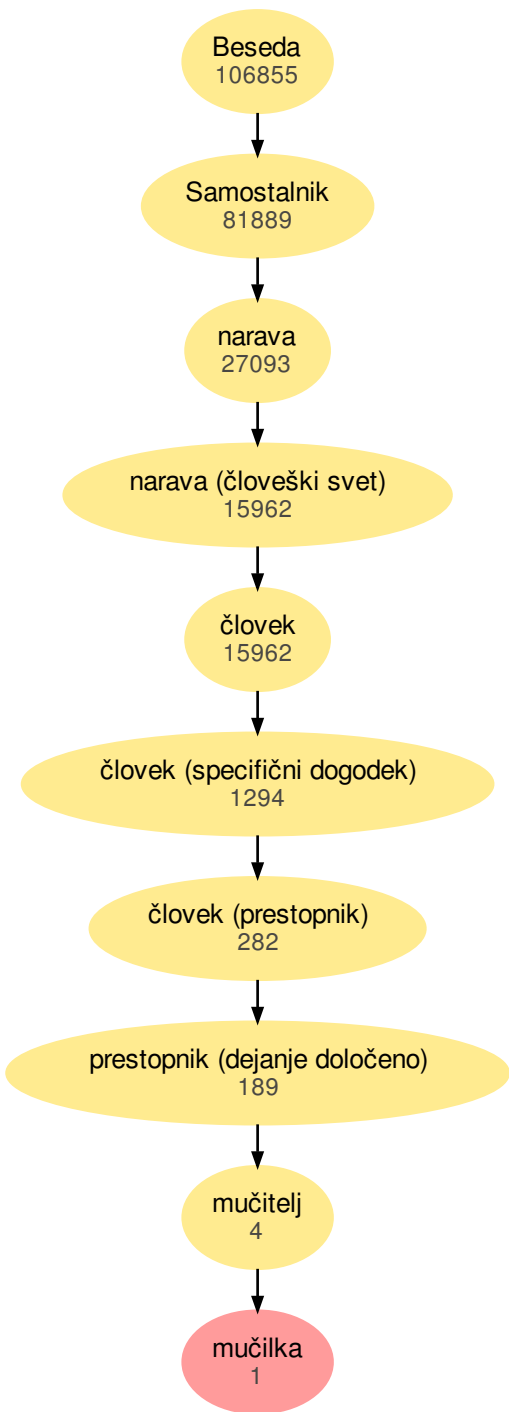 Beseda
106855
Samostalnik
81889
narava
27093
narava (človeški svet)
15962
človek
15962
človek (specifični dogodek)
1294
človek (prestopnik)
282
prestopnik (dejanje določeno)
189
mučitelj
4
mučilka
1